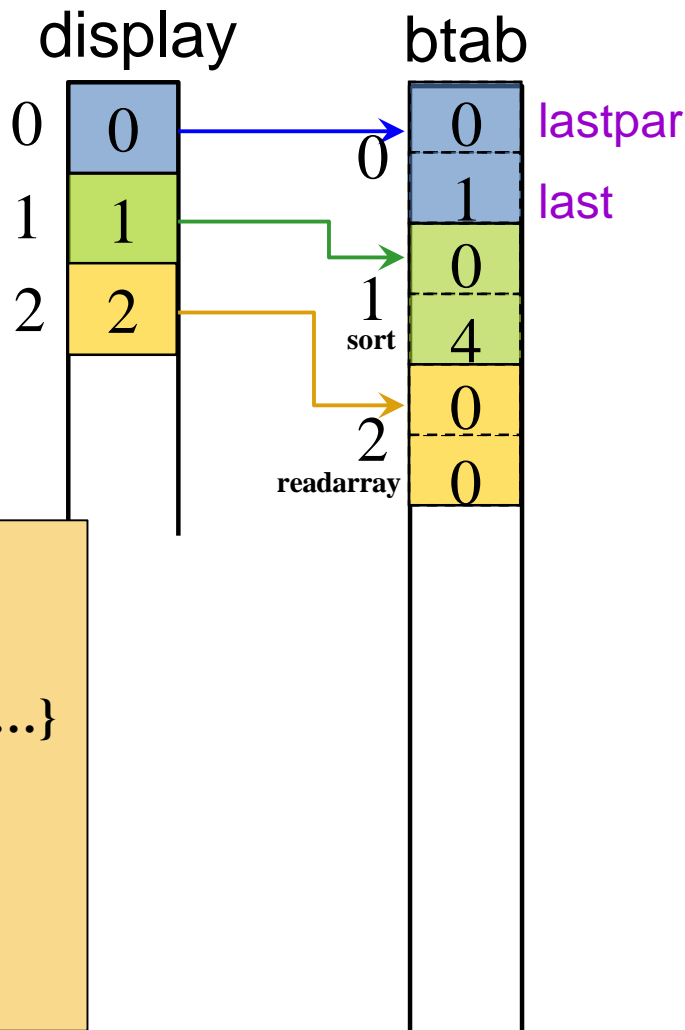 display btab
0 0 0 0 lastpar
1 last
1 1 0
1 sort 4
2 2 0
2
readarray 0
…}